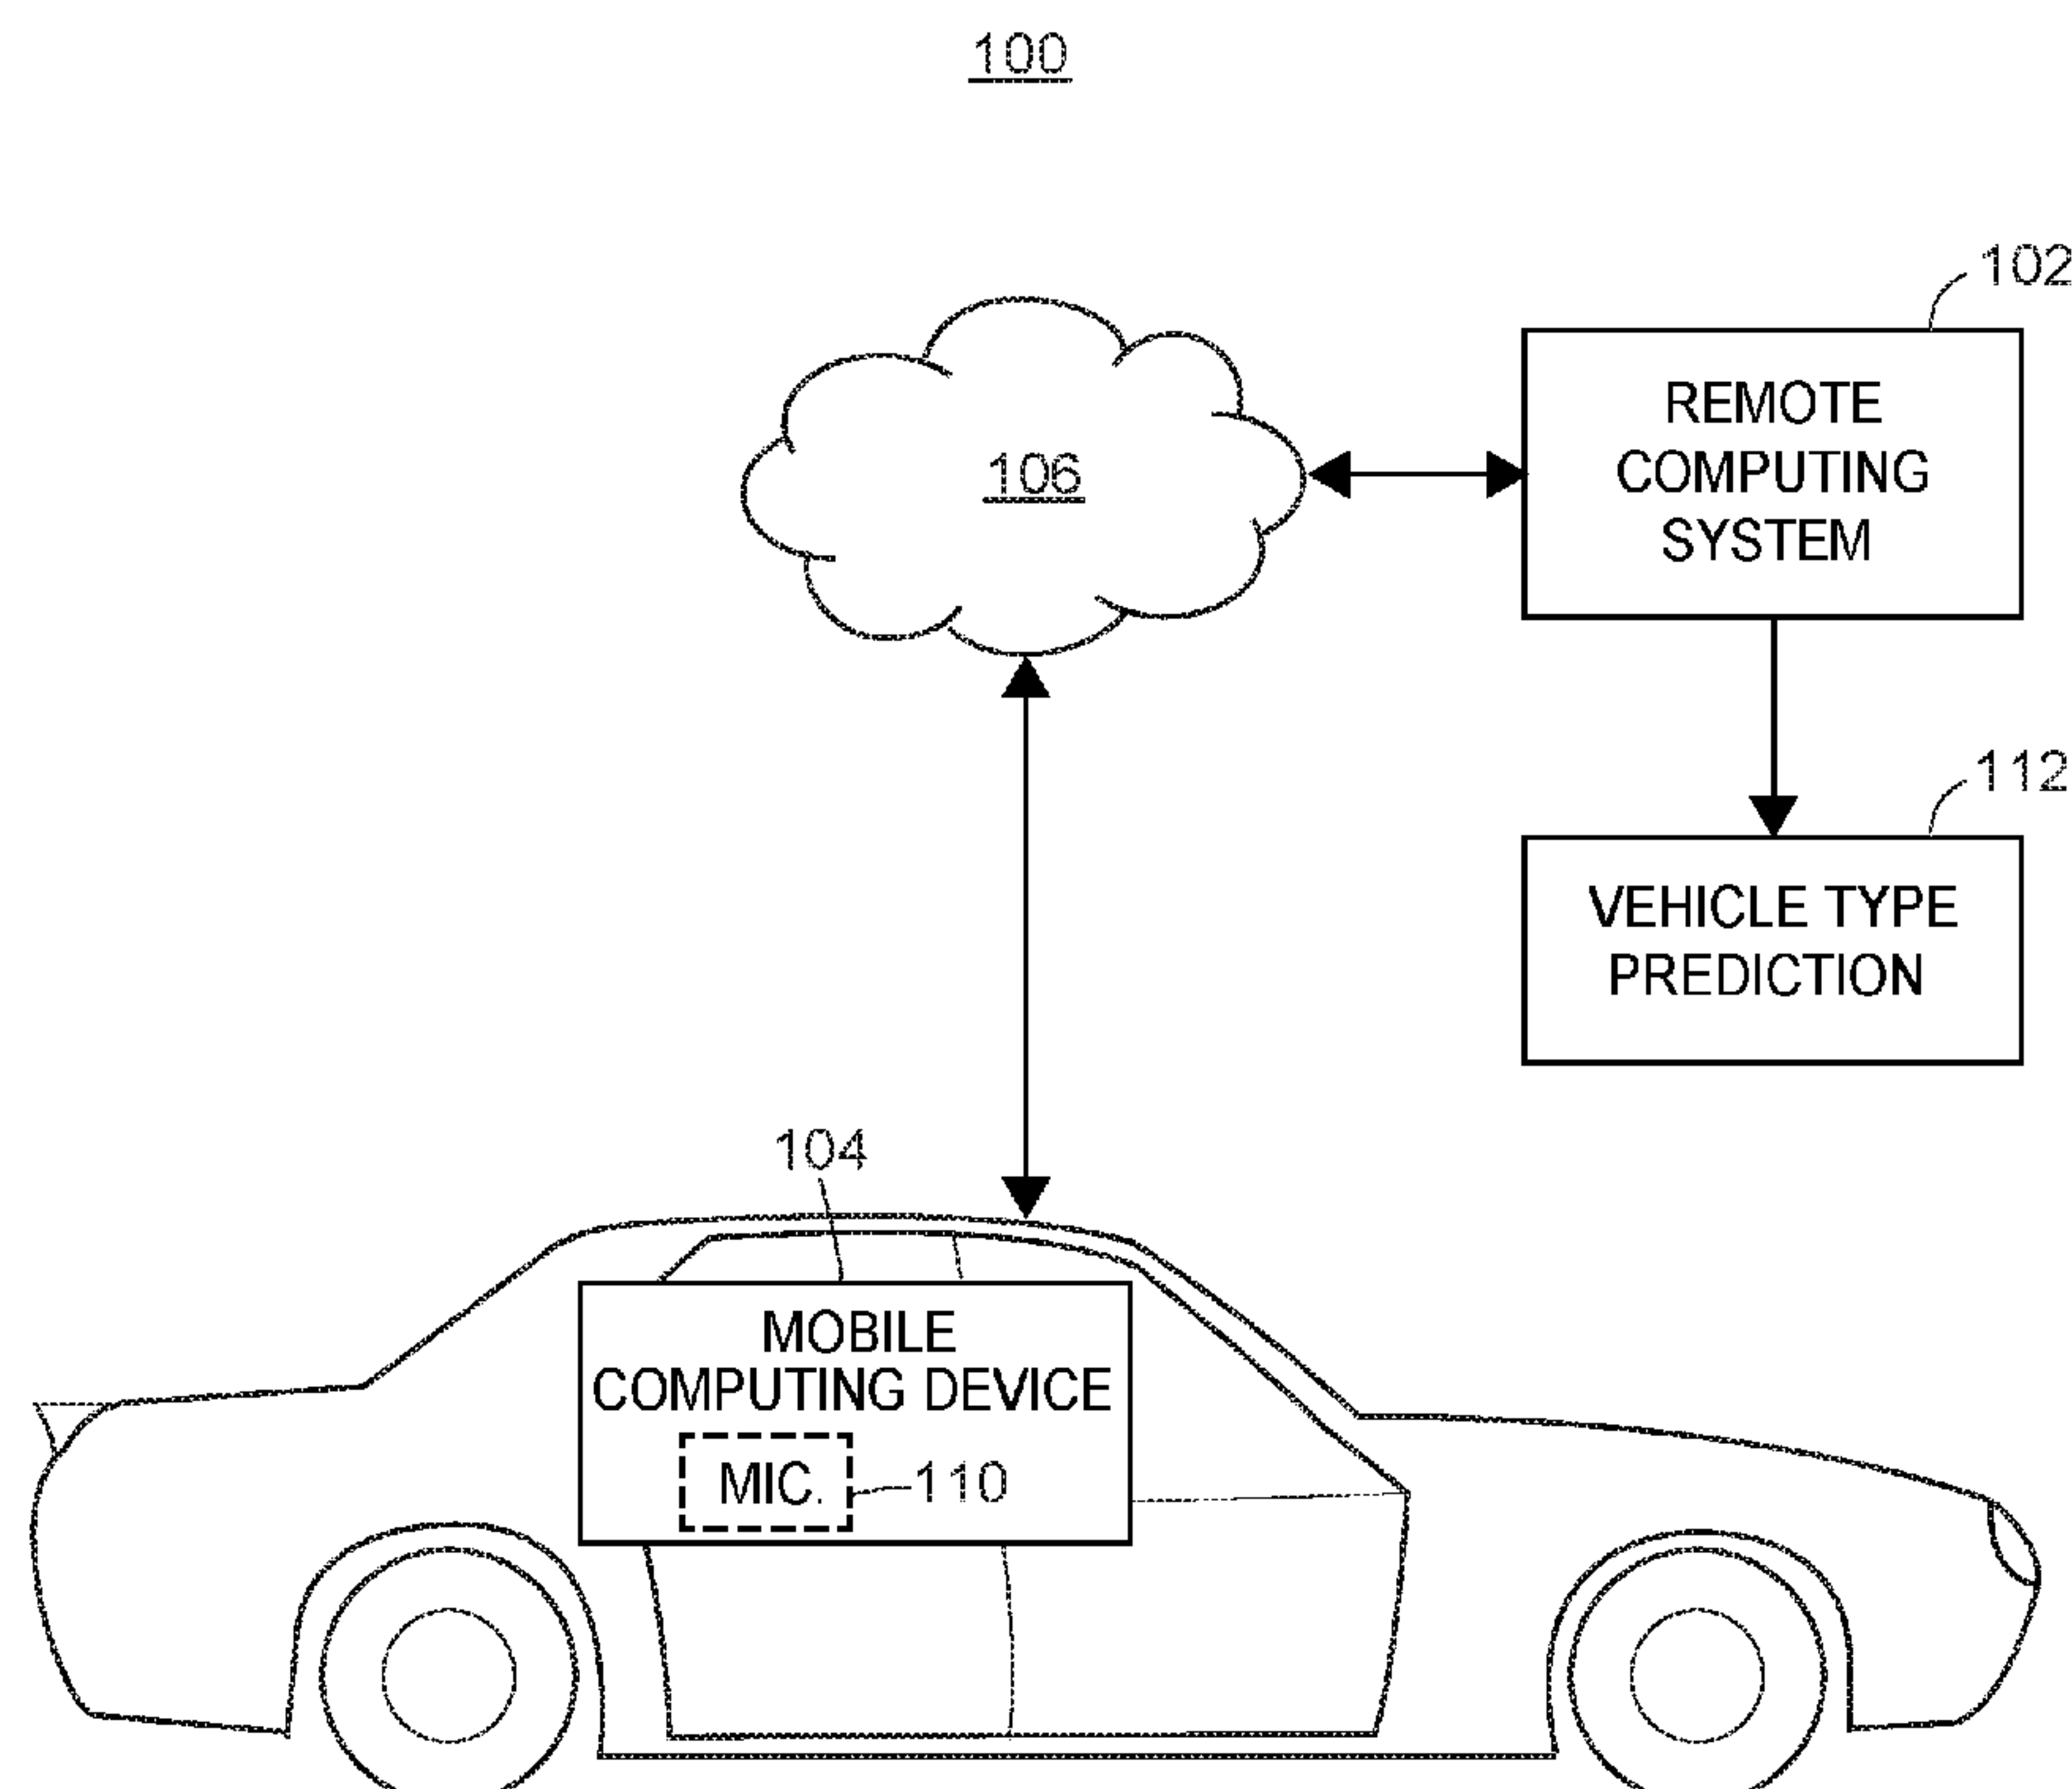 100
102
REMOTE
COMPUTING
SYSTEM
106
112
VEHICLE TYPE
PREDICTION
104
MOBILE
COMPUTING DEVICE
MIC.
110